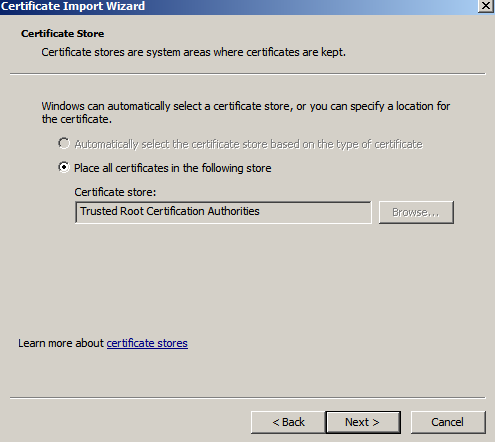 Certificate Import Wizard
Certificate Store
Certificate stores are system areas where certificates are kept.
Windows can automatically select a certificate store, or you can specify a location for
the certificate.
Automatically select the certificate store based on the type of certificate
Place all certificates in the following store
Certificate store:
Trusted Root Certification Authorities
Browse...
Learn more about certificate stores
< Back
Next >
Cancel